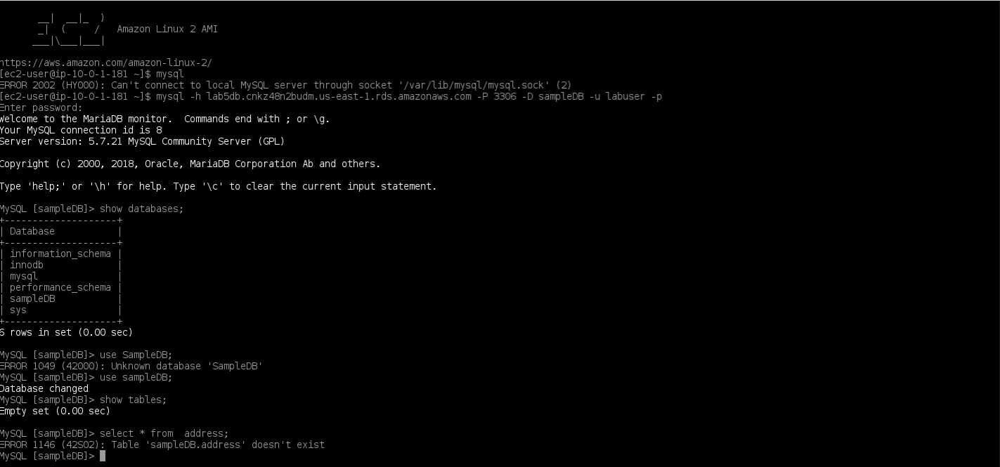 __|  __|_  )
       _|  (     /   Amazon Linux 2 AMI
      ___|\___|___|
https://aws.amazon.com/amazon-linux-2/
[ec2-user@ip-10-0-1-181 ~]$ mysql
ERROR 2002 (HY000): Can't connect to local MySQL server through socket '/var/lib/mysql/mysql.sock' (2)
[ec2-user@ip-10-0-1-181 ~]$ mysql -h lab5db.cnkz48n2budm.us-east-1.rds.amazonaws.com -P 3306 -D sampleDB -u labuser -p
Enter password:
Welcome to the MariaDB monitor.  Commands end with ; or \g.
Your MySQL connection id is 8
Server version: 5.7.21 MySQL Community Server (GPL)
Copyright (c) 2000, 2018, Oracle, MariaDB Corporation Ab and others.
Type 'help;' or '\h' for help. Type '\c' to clear the current input statement.
MySQL [sampleDB]> show databases;
+--------------------+
| Database           |
+--------------------+
| information_schema |
| innodb             |
| mysql              |
| performance_schema |
| sampleDB           |
| sys                |
+--------------------+
6 rows in set (0.00 sec)
MySQL [sampleDB]> use SampleDB;
ERROR 1049 (42000): Unknown database 'SampleDB'
MySQL [sampleDB]> use sampleDB;
Database changed
MySQL [sampleDB]> show tables;
Empty set (0.00 sec)
MySQL [sampleDB]> select * from  address;
ERROR 1146 (42S02): Table 'sampleDB.address' doesn't exist
MySQL [sampleDB]>